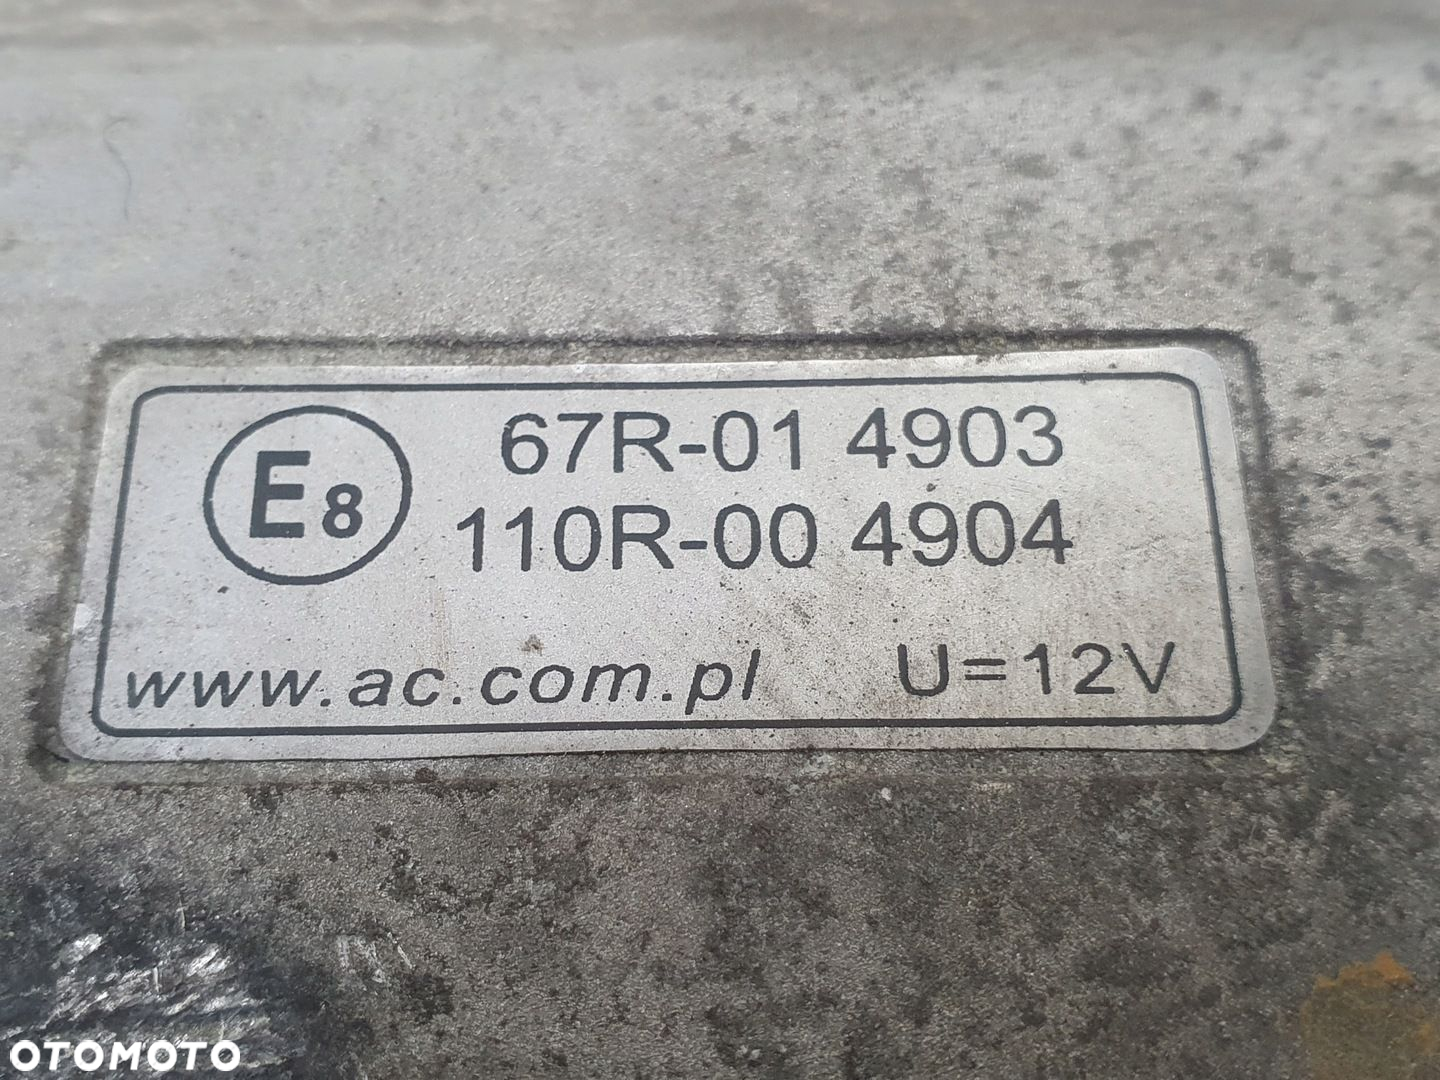 E8
67R-01 4903
110R-00 4904
www.ac.com.pl U=12V
OTOMOTO